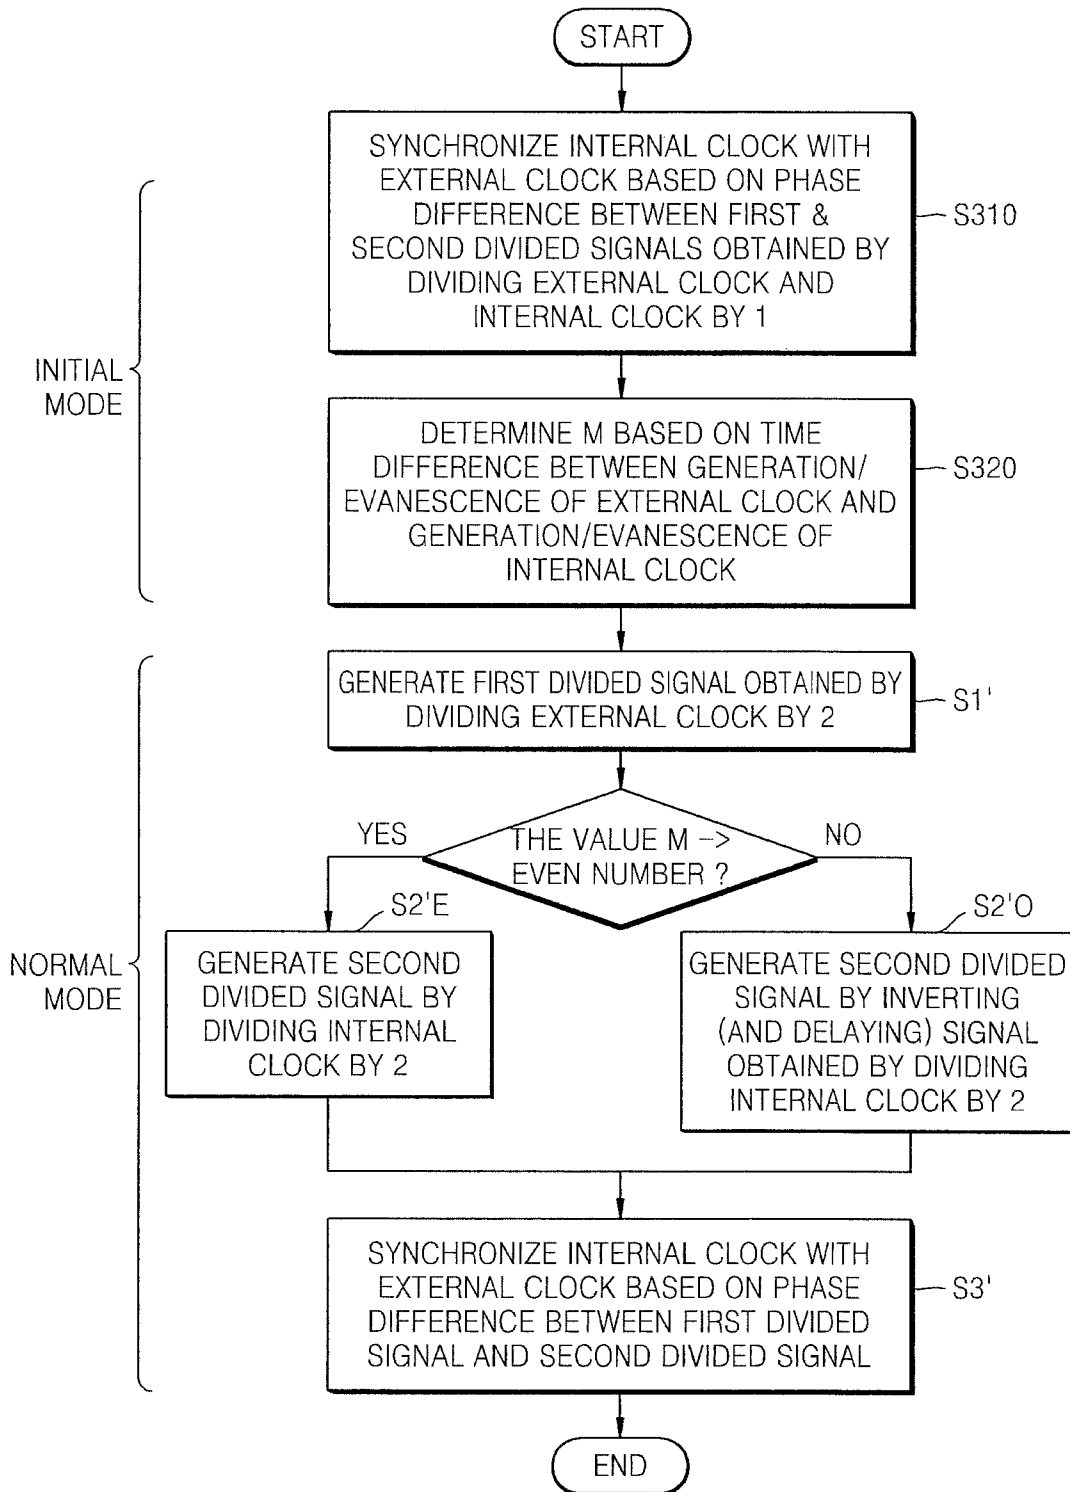 START
SYNCHRONIZE INTERNAL CLOCK WITH
EXTERNAL CLOCK BASED ON PHASE
DIFFERENCE BETWEEN FIRST &
SECOND DIVIDED SIGNALS OBTAINED BY
DIVIDING EXTERNAL CLOCK AND
INTERNAL CLOCK BY 1
S310
INITIAL
MODE
DETERMINE M BASED ON TIME
DIFFERENCE BETWEEN GENERATION/
EVANESCENCE OF EXTERNAL CLOCK AND
GENERATION/EVANESCENCE OF
INTERNAL CLOCK
S320
GENERATE FIRST DIVIDED SIGNAL OBTAINED BY
DIVIDING EXTERNAL CLOCK BY 2
S1'
YES
THE VALUE M –>
EVEN NUMBER ?
NO
NORMAL
MODE
S2'E
GENERATE SECOND
DIVIDED SIGNAL BY
DIVIDING INTERNAL
CLOCK BY 2
S2'O
GENERATE SECOND DIVIDED
SIGNAL BY INVERTING
(AND DELAYING) SIGNAL
OBTAINED BY DIVIDING
INTERNAL CLOCK BY 2
SYNCHRONIZE INTERNAL CLOCK WITH
EXTERNAL CLOCK BASED ON PHASE
DIFFERENCE BETWEEN FIRST DIVIDED
SIGNAL AND SECOND DIVIDED SIGNAL
S3'
END